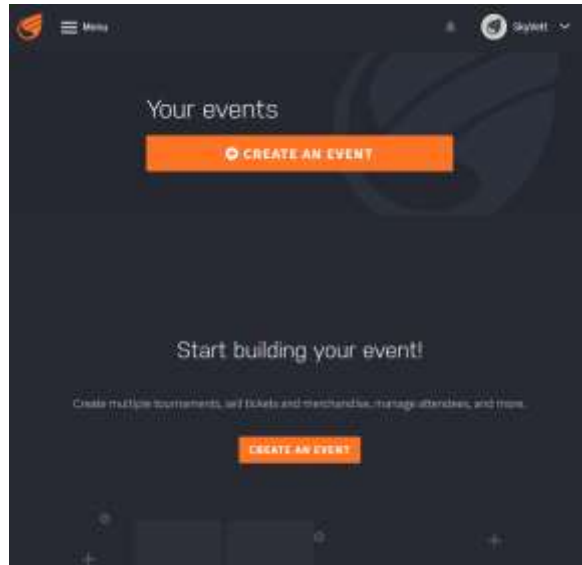 Menu
SkyVett
Your events
CREATE AN EVENT
Start building your event!
Create multiple tournaments, sell tickets and merchandise, manage attendees, and more.
CREATE AN EVENT